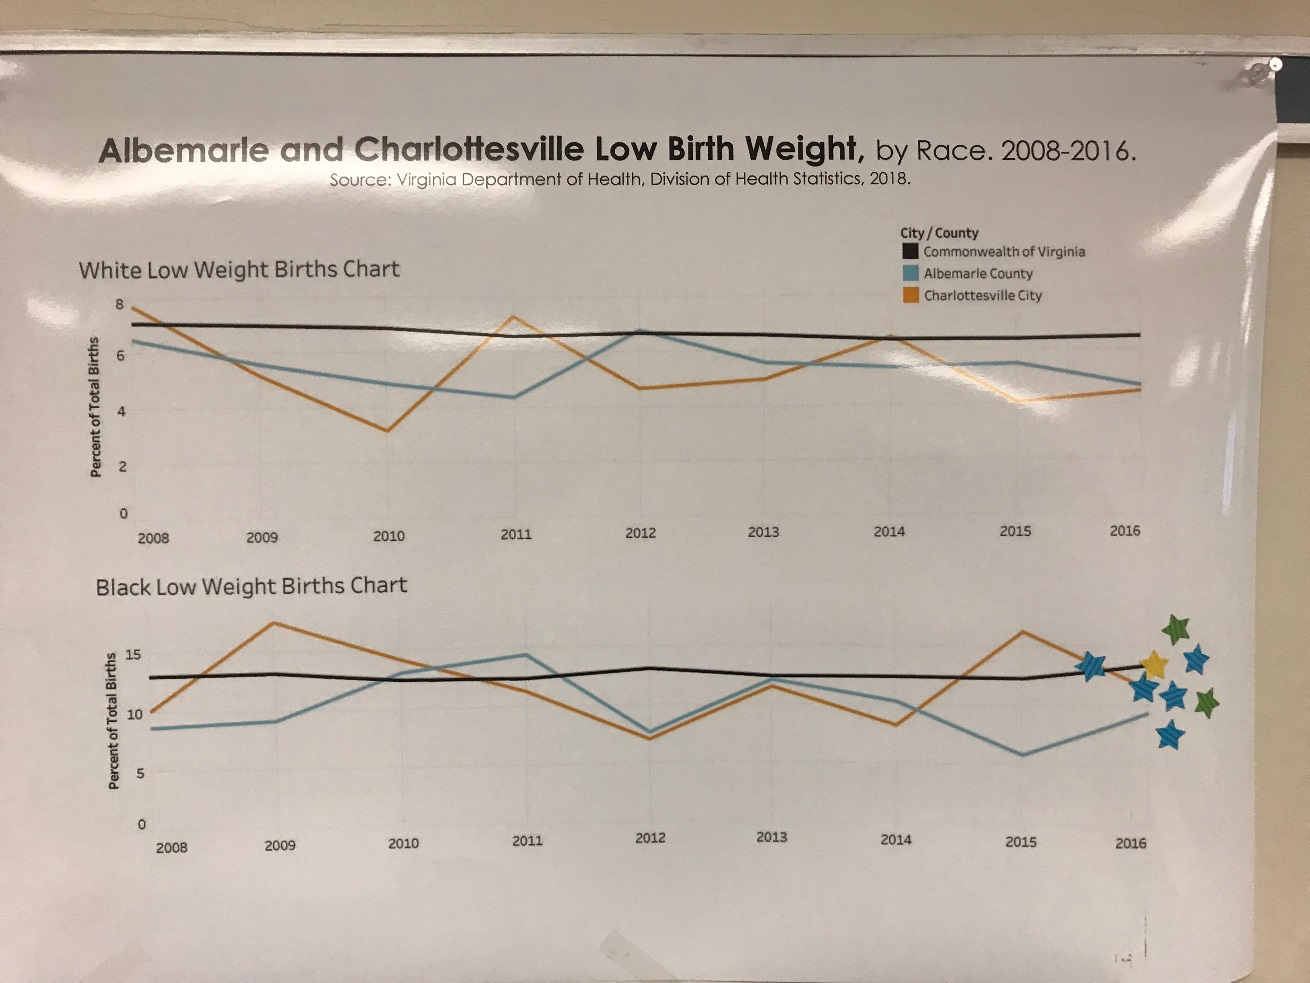 Albemarle and Charlottesville Low Birth Weight, by Race. 2008-2016.
Source: Virginia Department of Health, Division of Health Statistics, 2018.
City / County
Commonwealth of Virginia
Albemarle County
Charlottesville City
White Low Weight Births Chart
Percent of Total Births
8
6
4
2
0
2008 2009 2010 2011 2012 2013 2014 2015 2016
Black Low Weight Births Chart
Percent of Total Births
15
10
5
0
2008 2009 2010 2011 2012 2013 2014 2015 2016